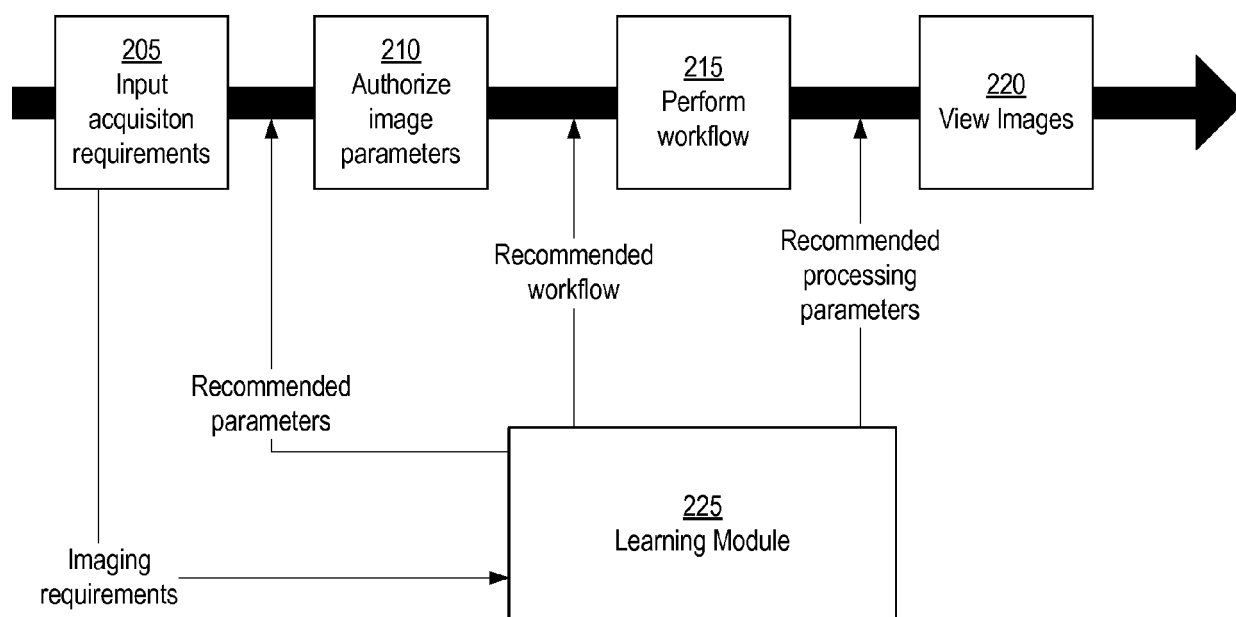 205
Input
acquisiton
requirements
210
Authorize
image
parameters
215
Perform
workflow
220
View Images
Recommended
workflow
Recommended
processing
parameters
Recommended
parameters
225
Learning Module
Imaging
requirements